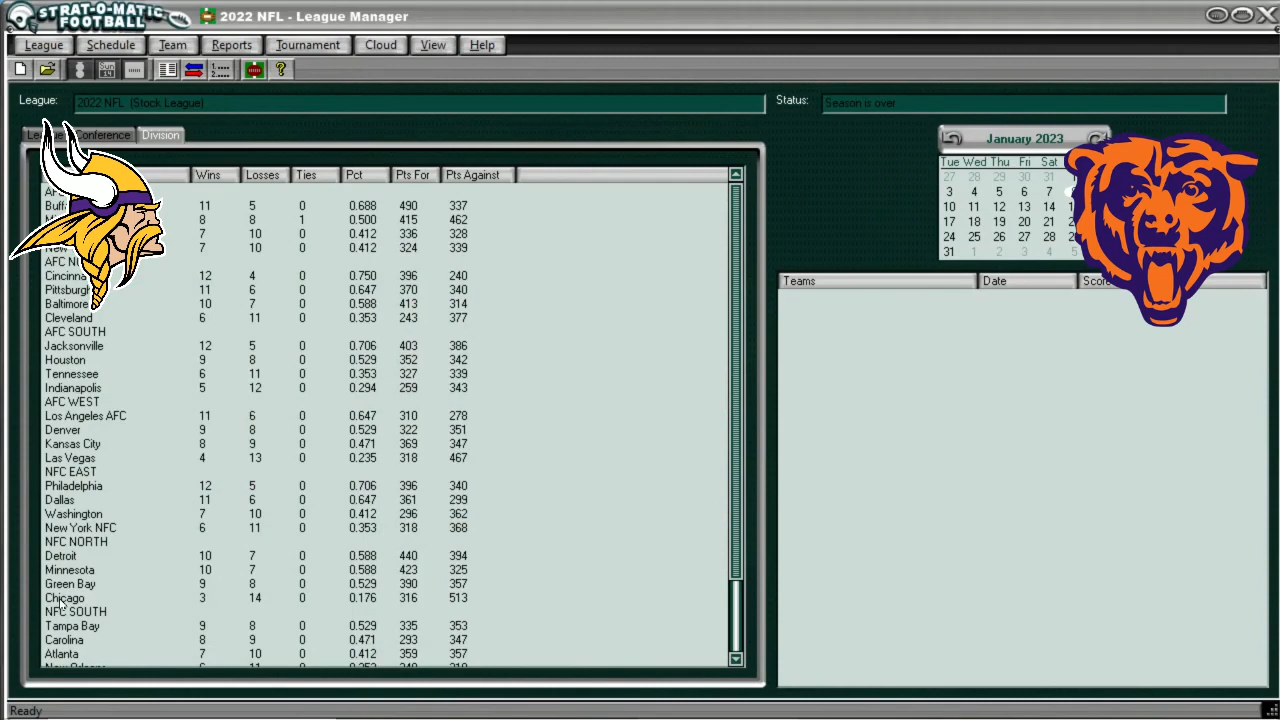 STRAT-O-MATIC
FOOTBALL
2022 NFL - League Manager
League Schedule Team Reports Tournament Cloud View Help
League: 2022 NFL (Stock League) Status: Season is over
Conference Division
January 2023
Tue Wed Thu Fri Sat
27 28 29 30 31
3 4 5 6 7
10 11 12 13 14
17 18 19 20 21
24 25 26 27 28
31 1 2 3 4
Wins Losses Ties Pct Pts For Pts Against
11 5 0 0.688 490 337
8 8 1 0.500 415 462
7 10 0 0.412 336 328
New 7 10 0 0.412 324 339
Cincinna 12 4 0 0.750 396 240
Pittsburgh 11 6 0 0.647 370 340
Baltimore 10 7 0 0.588 413 314
Cleveland 6 11 0 0.353 243 377
AFC SOUTH
Jacksonville 12 5 0 0.706 403 386
Houston 9 8 0 0.529 352 342
Tennessee 6 11 0 0.353 327 339
Indianapolis 5 12 0 0.294 259 343
AFC WEST
Los Angeles AFC 11 6 0 0.647 310 278
Denver 9 8 0 0.529 322 351
Kansas City 8 9 0 0.471 369 347
Las Vegas 4 13 0 0.235 318 467
NFC EAST
Philadelphia 12 5 0 0.706 396 340
Dallas 11 6 0 0.647 361 299
Washington 7 10 0 0.412 296 362
New York NFC 6 11 0 0.353 318 368
NFC NORTH
Detroit 10 7 0 0.588 440 394
Minnesota 10 7 0 0.588 423 325
Green Bay 9 8 0 0.529 390 357
Chicago 3 14 0 0.176 316 513
NFC SOUTH
Tampa Bay 9 8 0 0.529 335 353
Carolina 8 9 0 0.471 293 347
Atlanta 7 10 0 0.412 359 409
Teams Date Score
Ready